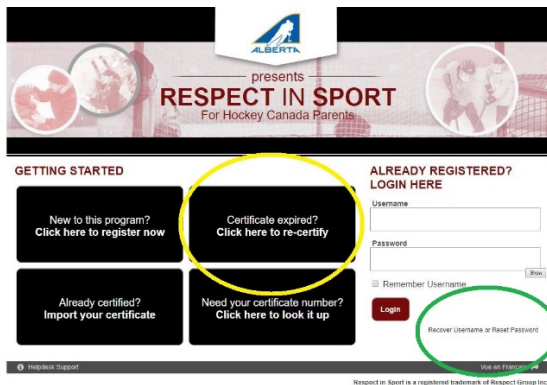 ALBERTA
presents
RESPECT IN SPORT
For Hockey Canada Parents
GETTING STARTED
New to this program?
Click here to register now
Certificate expired?
Click here to re-certify
Already certified?
Import your certificate
Need your certificate number?
Click here to look it up
ALREADY REGISTERED?
LOGIN HERE
Username
Password
Show
Remember Username
Login
Recover Username or Reset Password
Helpdesk Support
Vue en Français
Respect in Sport is a registered trademark of Respect Group Inc